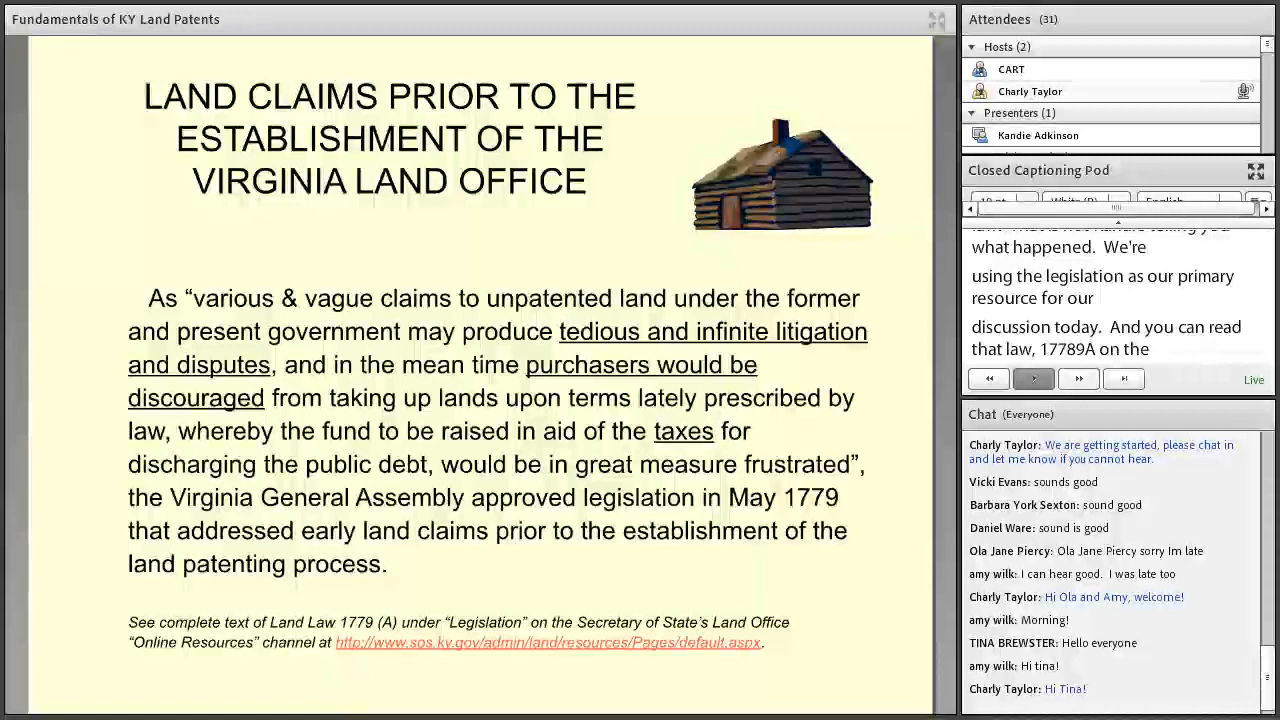 Fundamentals of KY Land Patents
LAND CLAIMS PRIOR TO THE
ESTABLISHMENT OF THE
VIRGINIA LAND OFFICE
As “various & vague claims to unpatented land under the former
and present government may produce tedious and infinite litigation
and disputes, and in the mean time purchasers would be
discouraged from taking up lands upon terms lately prescribed by
law, whereby the fund to be raised in aid of the taxes for
discharging the public debt, would be in great measure frustrated”,
the Virginia General Assembly approved legislation in May 1779
that addressed early land claims prior to the establishment of the
land patenting process.
See complete text of Land Law 1779 (A) under “Legislation” on the Secretary of State’s Land Office
“Online Resources” channel at http://www.sos.ky.gov/admin/land/resources/Pages/default.aspx.
Attendees (31)
Hosts (2)
CART
Charly Taylor
Presenters (1)
Kandie Adkinson
Closed Captioning Pod
what happened.  We're
using the legislation as our primary
resource for our
discussion today.  And you can read
that law, 17789A on the
Live
Chat (Everyone)
Charly Taylor: We are getting started, please chat in
and let me know if you cannot hear.
Vicki Evans: sounds good
Barbara York Sexton: sound good
Daniel Ware: sound is good
Ola Jane Piercy: Ola Jane Piercy sorry Im late
amy wilk: I can hear good.  I was late too
Charly Taylor: Hi Ola and Amy, welcome!
amy wilk: Morning!
TINA BREWSTER: Hello everyone
amy wilk: Hi tina!
Charly Taylor: Hi Tina!